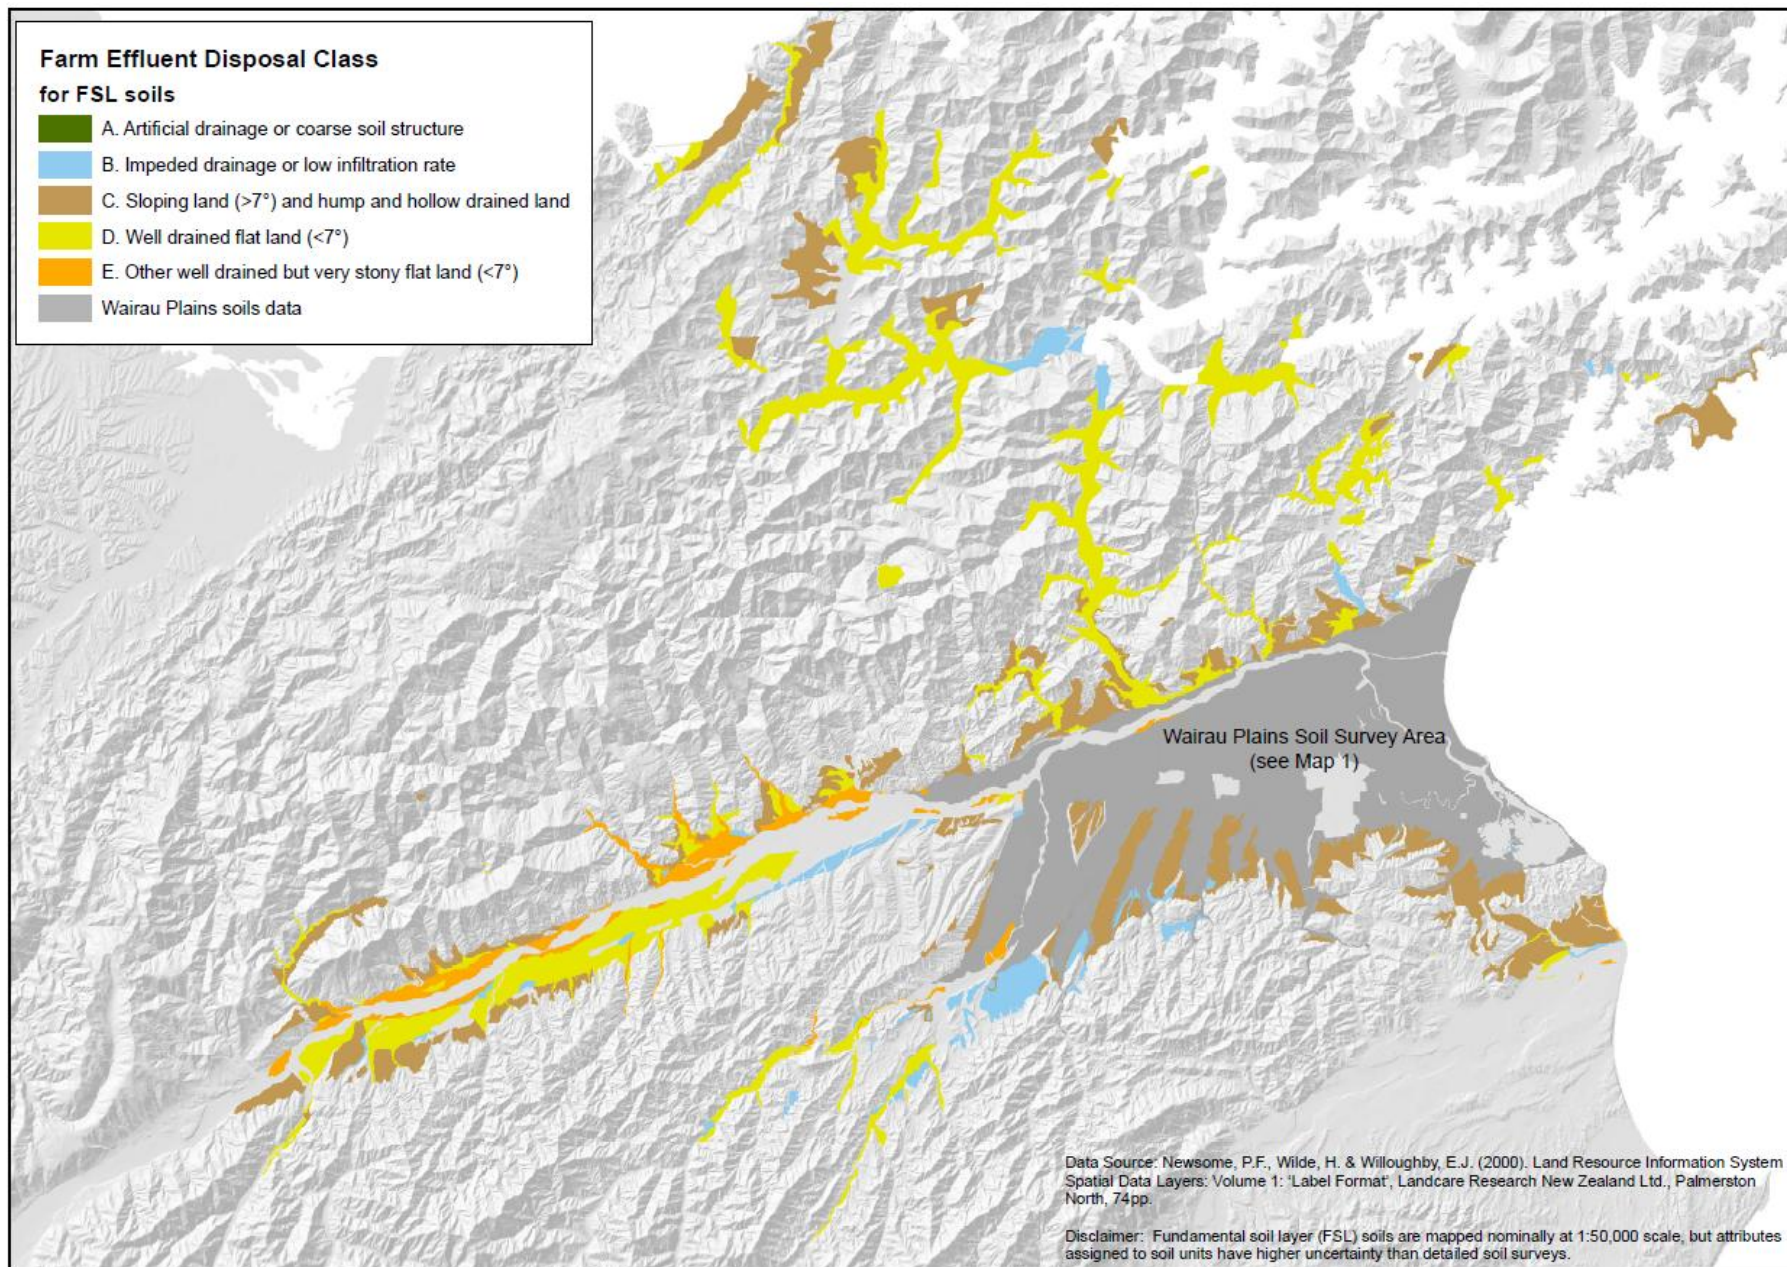 Farm Effluent Disposal Class
for FSL soils
A. Artificial drainage or coarse soil structure
B. Impeded drainage or low infiltration rate
C. Sloping land (>7°) and hump and hollow drained land
D. Well drained flat land (<7°)
E. Other well drained but very stony flat land (<7°)
Wairau Plains soils data
Wairau Plains Soil Survey Area
(see Map 1)
Data Source: Newsome, P.F., Wilde, H. & Willoughby, E.J. (2000). Land Resource Information System
Spatial Data Layers: Volume 1: 'Label Format', Landcare Research New Zealand Ltd., Palmerston
North, 74pp.
Disclaimer: Fundamental soil layer (FSL) soils are mapped nominally at 1:50,000 scale, but attributes
assigned to soil units have higher uncertainty than detailed soil surveys.